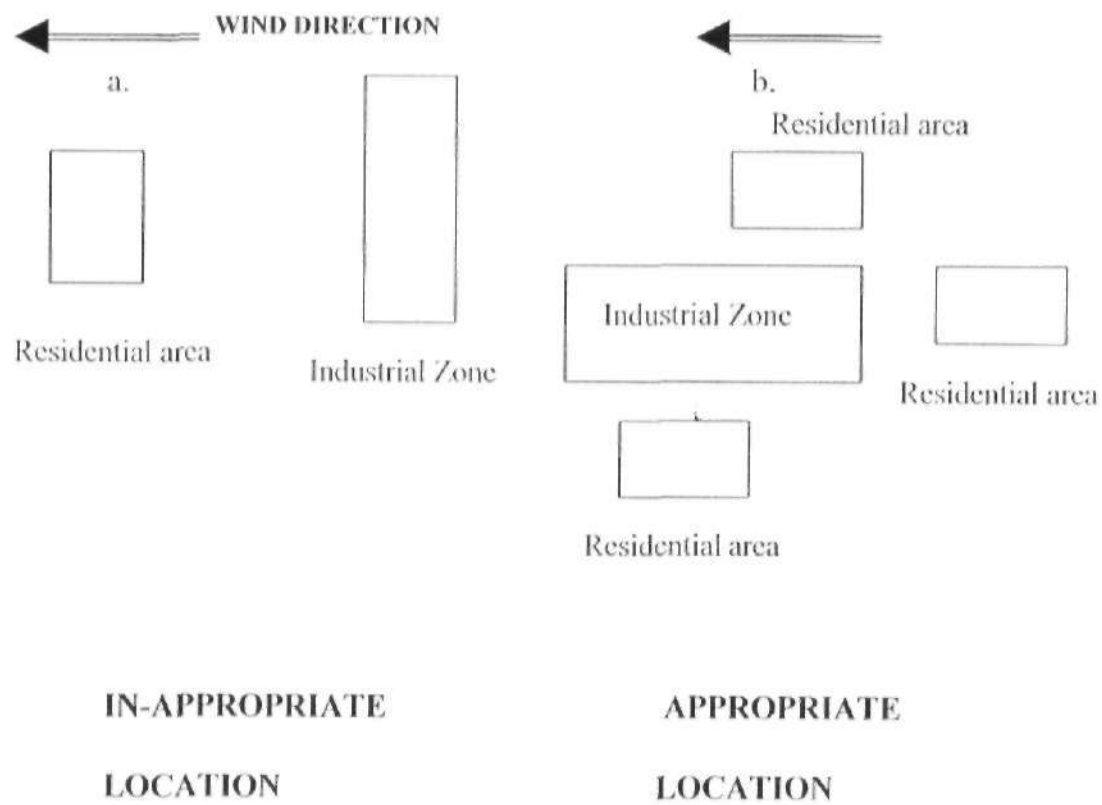 WIND DIRECTION
a.
Residential area
Industrial Zone
b.
Residential area
Industrial Zone
Residential area
Residential area
IN-APPROPRIATE
LOCATION
APPROPRIATE
LOCATION